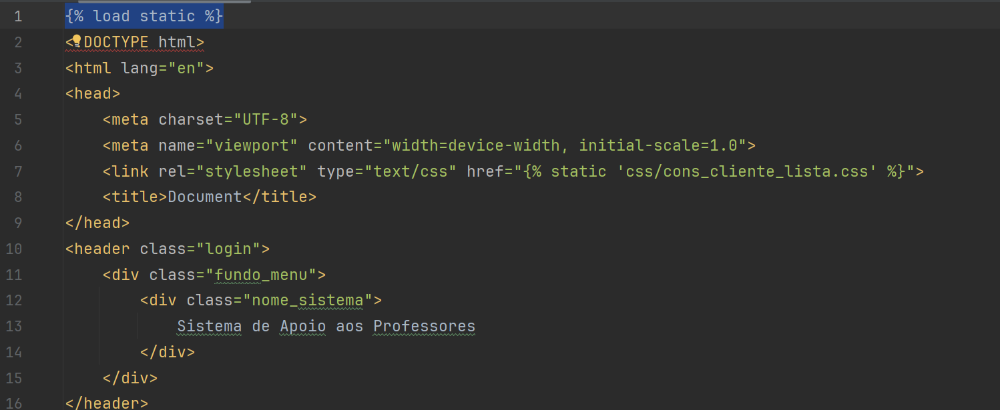 1 {% load static %}
2 <!DOCTYPE html>
3 <html lang="en">
4 <head>
5     <meta charset="UTF-8">
6     <meta name="viewport" content="width=device-width, initial-scale=1.0">
7     <link rel="stylesheet" type="text/css" href="{% static 'css/cons_cliente_lista.css' %}">
8     <title>Document</title>
9 </head>
10 <header class="login">
11     <div class="fundo_menu">
12         <div class="nome_sistema">
13             Sistema de Apoio aos Professores
14         </div>
15     </div>
16 </header>